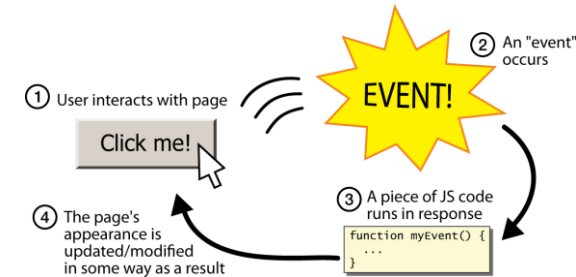 1 User interacts with page
Click me!
EVENT!
2 An "event"
occurs
3 A piece of JS code
runs in response
function myEvent() {
...
}
4 The page's
appearance is
updated/modified
in some way as a result